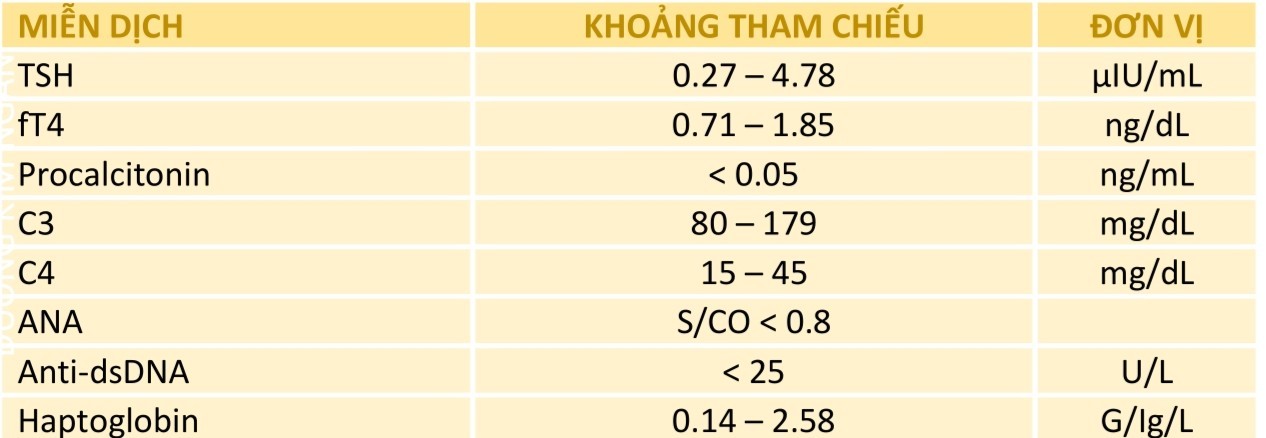 MIỄN DỊCH KHOẢNG THAM CHIẾU ĐƠN VỊ
TSH 0.27 – 4.78 µIU/mL
fT4 0.71 – 1.85 ng/dL
Procalcitonin < 0.05 ng/mL
C3 80 – 179 mg/dL
C4 15 – 45 mg/dL
ANA S/CO < 0.8
Anti-dsDNA < 25 U/L
Haptoglobin 0.14 – 2.58 G/Ig/L